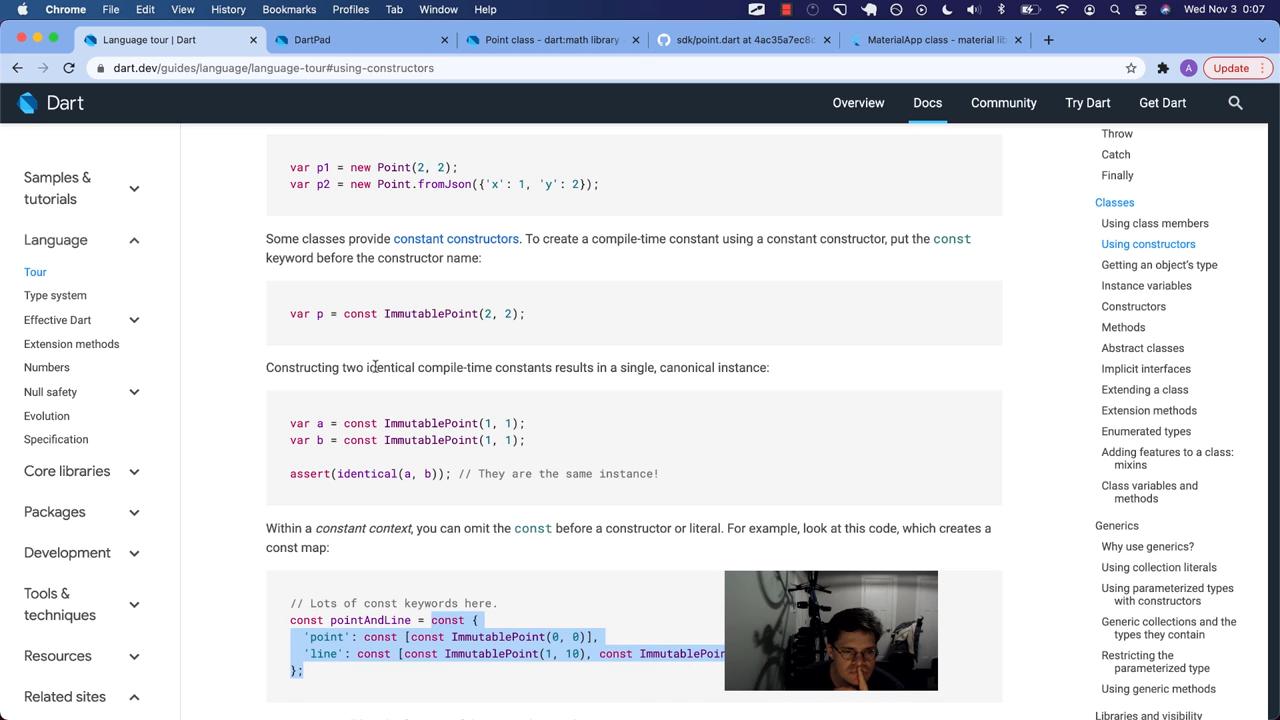 Chrome File Edit View History Bookmarks Profiles Tab Window Help Wed Nov 3 0:07
Language tour | Dart DartPad Point class - dart:math library - sdk/point.dart at 4ac35a7ec8c MaterialApp class - material lib
dart.dev/guides/language/language-tour#using-constructors A Update
Dart Overview Docs Community Try Dart Get Dart
Samples &
tutorials
Language
Tour
Type system
Effective Dart
Extension methods
Numbers
Null safety
Evolution
Specification
Core libraries
Packages
Development
Tools &
techniques
Resources
Related sites
var p1 = new Point(2, 2);
var p2 = new Point.fromJson({'x': 1, 'y': 2});
Some classes provide constant constructors. To create a compile-time constant using a constant constructor, put the const
keyword before the constructor name:
var p = const ImmutablePoint(2, 2);
Constructing two identical compile-time constants results in a single, canonical instance:
var a = const ImmutablePoint(1, 1);
var b = const ImmutablePoint(1, 1);
assert(identical(a, b)); // They are the same instance!
Within a constant context, you can omit the const before a constructor or literal. For example, look at this code, which creates a
const map:
// Lots of const keywords here.
const pointAndLine = const {
'point': const [const ImmutablePoint(0, 0)],
'line': const [const ImmutablePoint(1, 10), const ImmutablePoin
};
Throw
Catch
Finally
Classes
Using class members
Using constructors
Getting an object's type
Instance variables
Constructors
Methods
Abstract classes
Implicit interfaces
Extending a class
Extension methods
Enumerated types
Adding features to a class:
mixins
Class variables and
methods
Generics
Why use generics?
Using collection literals
Using parameterized types
with constructors
Generic collections and the
types they contain
Restricting the
parameterized type
Using generic methods
Libraries and visibility